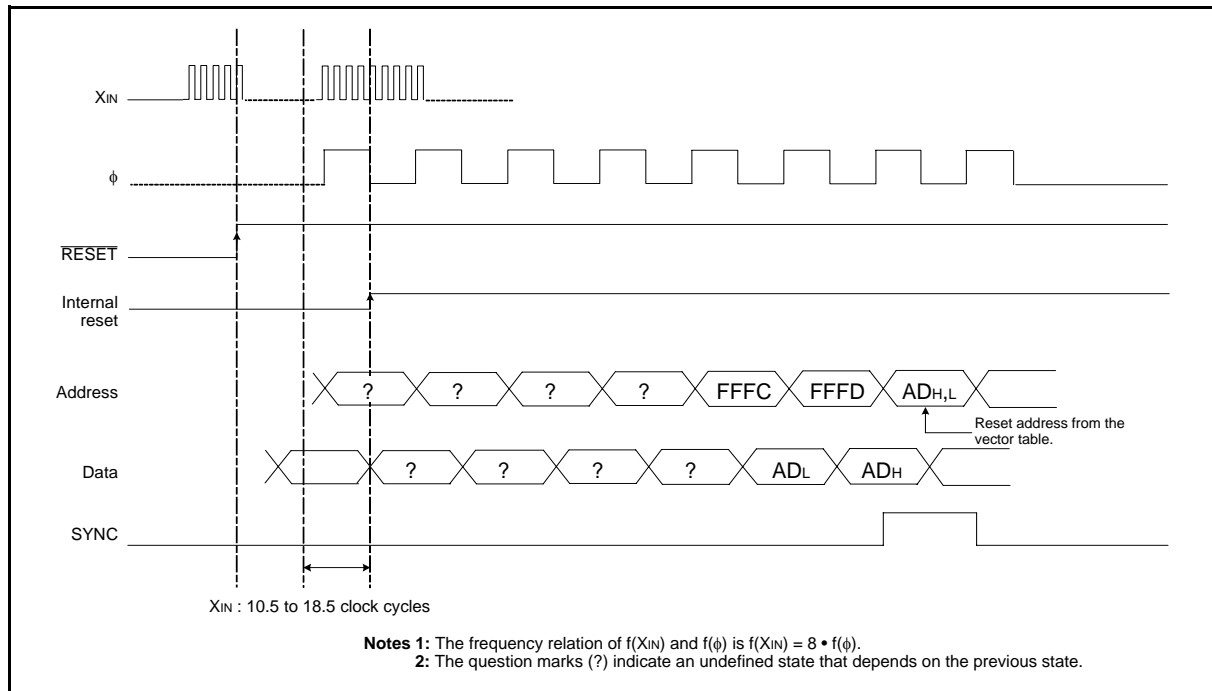 XIN
ϕ
RESET
Internal
reset
Address
? ? ? ? FFFC FFFD ADH,L
Reset address from the
vector table.
Data
? ? ? ? ADL ADH
SYNC
XIN : 10.5 to 18.5 clock cycles
Notes 1: The frequency relation of f(XIN) and f(ϕ) is f(XIN) = 8 • f(ϕ).
2: The question marks (?) indicate an undefined state that depends on the previous state.